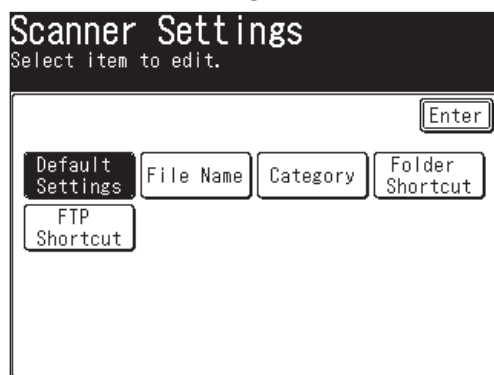 Scanner Settings
Select item to edit.
Enter
Default
Settings
File Name
Category
Folder
Shortcut
FTP
Shortcut